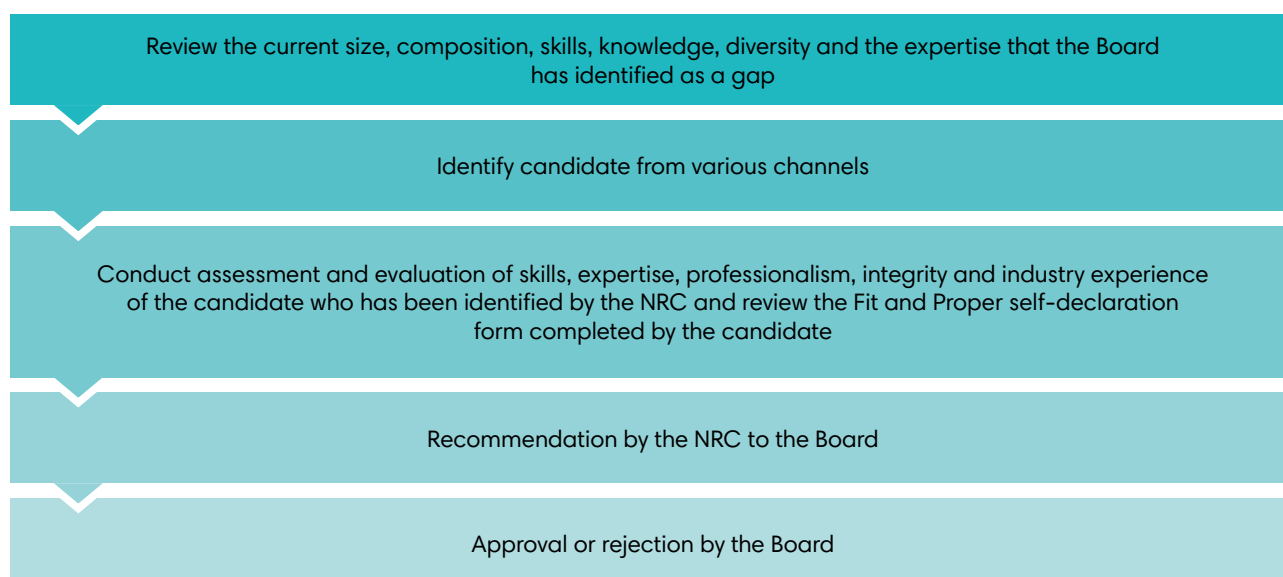 Review the current size, composition, skills, knowledge, diversity and the expertise that the Board
has identified as a gap
Identify candidate from various channels
Conduct assessment and evaluation of skills, expertise, professionalism, integrity and industry experience
of the candidate who has been identified by the NRC and review the Fit and Proper self-declaration
form completed by the candidate
Recommendation by the NRC to the Board
Approval or rejection by the Board